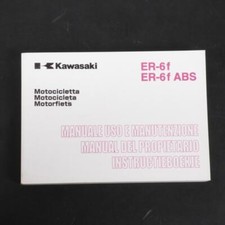 Kawasaki
ER-6f
ER-6f ABS
Motocicletta
Motocicleta
Motorfiets
MANUALE USO E MANUTENZIONE
MANUAL DEL PROPIETARIO
INSTRUCTIEBOEKJE